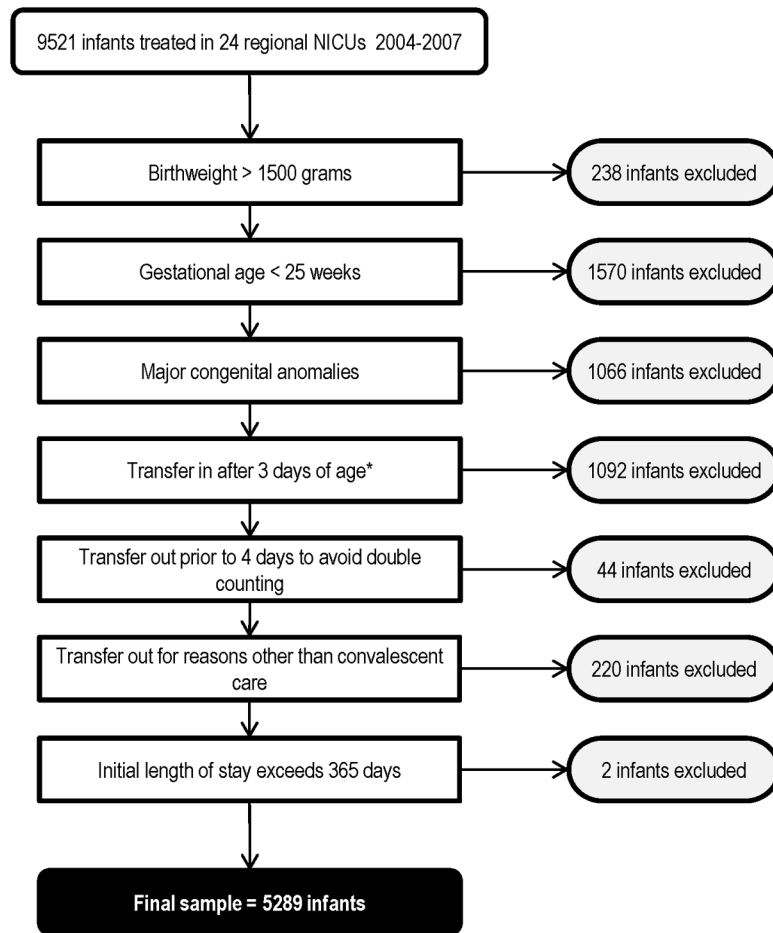 9521 infants treated in 24 regional NICUs 2004-2007
Birthweight > 1500 grams
238 infants excluded
Gestational age < 25 weeks
1570 infants excluded
Major congenital anomalies
1066 infants excluded
Transfer in after 3 days of age*
1092 infants excluded
Transfer out prior to 4 days to avoid double
counting
44 infants excluded
Transfer out for reasons other than convalescent
care
220 infants excluded
Initial length of stay exceeds 365 days
2 infants excluded
Final sample = 5289 infants